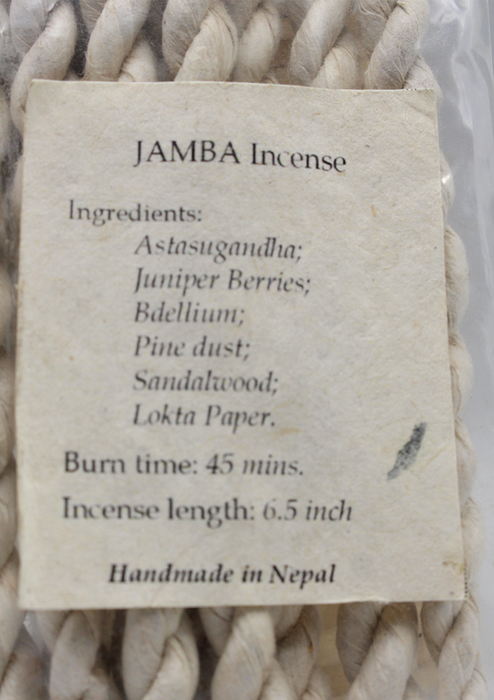 JAMBA Incense
Ingredients:
Astasugandha;
Juniper Berries;
Bdellium;
Pine dust;
Sandalwood;
Lokta Paper.
Burn time: 45 mins.
Incense length: 6.5 inch
Handmade in Nepal